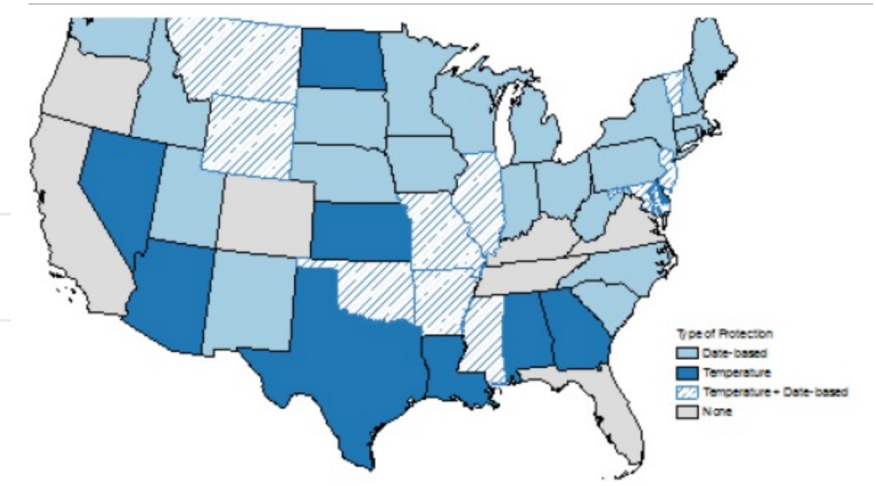 Type of Protection
Date-based
Temperature
Temperature + Date-based
None